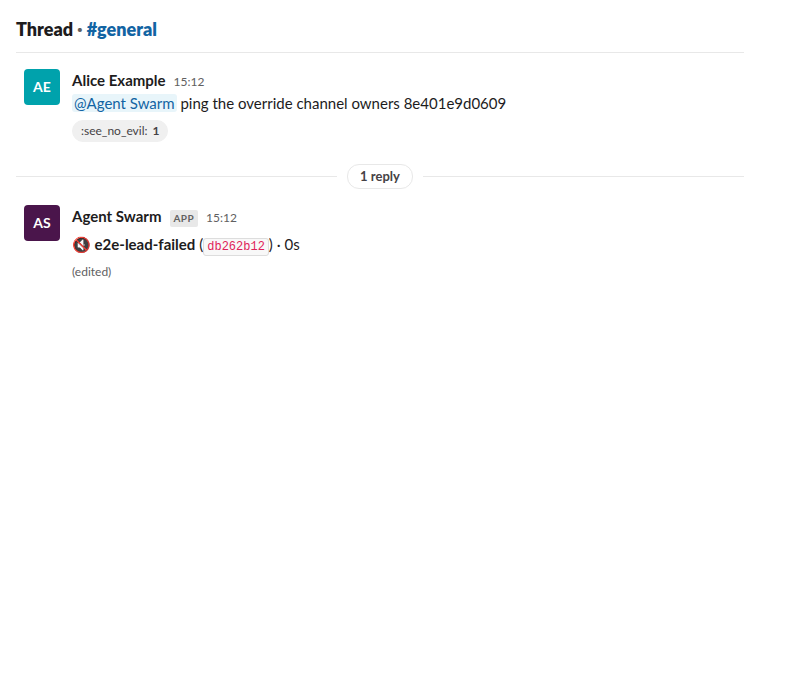 Thread • #general
AE
Alice Example 15:12
@Agent Swarm ping the override channel owners 8e401e9d0609
:see_no_evil: 1
1 reply
AS
Agent Swarm APP 15:12
🔇 e2e-lead-failed (db262b12) · 0s
(edited)